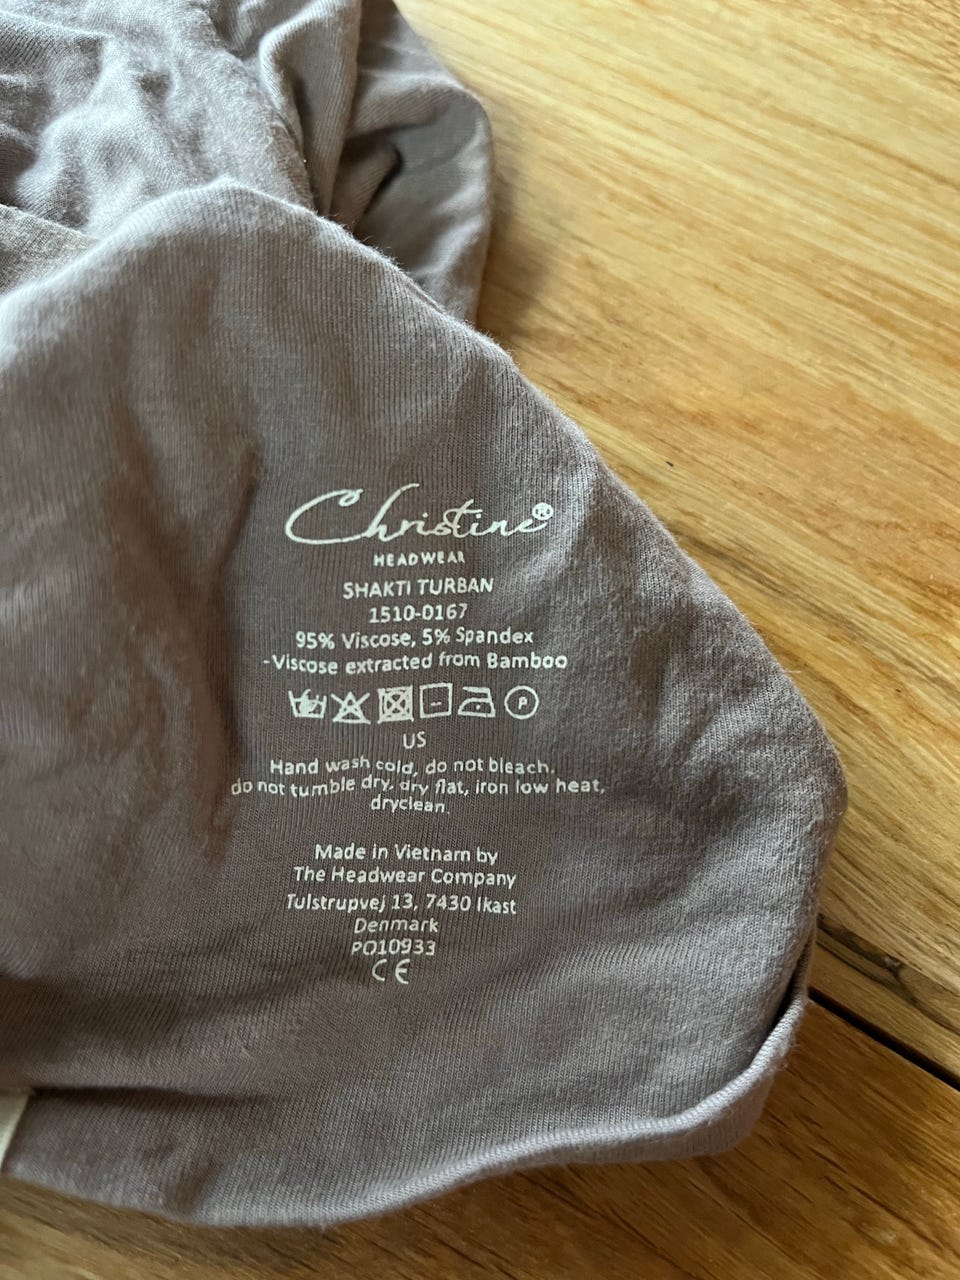 Christine®
HEADWEAR
SHAKTI TURBAN
1510-0167
95% Viscose, 5% Spandex
-Viscose extracted from Bamboo
P
US
Hand wash cold, do not bleach,
do not tumble dry, dry flat, iron low heat,
dryclean.
Made in Vietnam by
The Headwear Company
Tulstrupvej 13, 7430 Ikast
Denmark
PO10933
CE